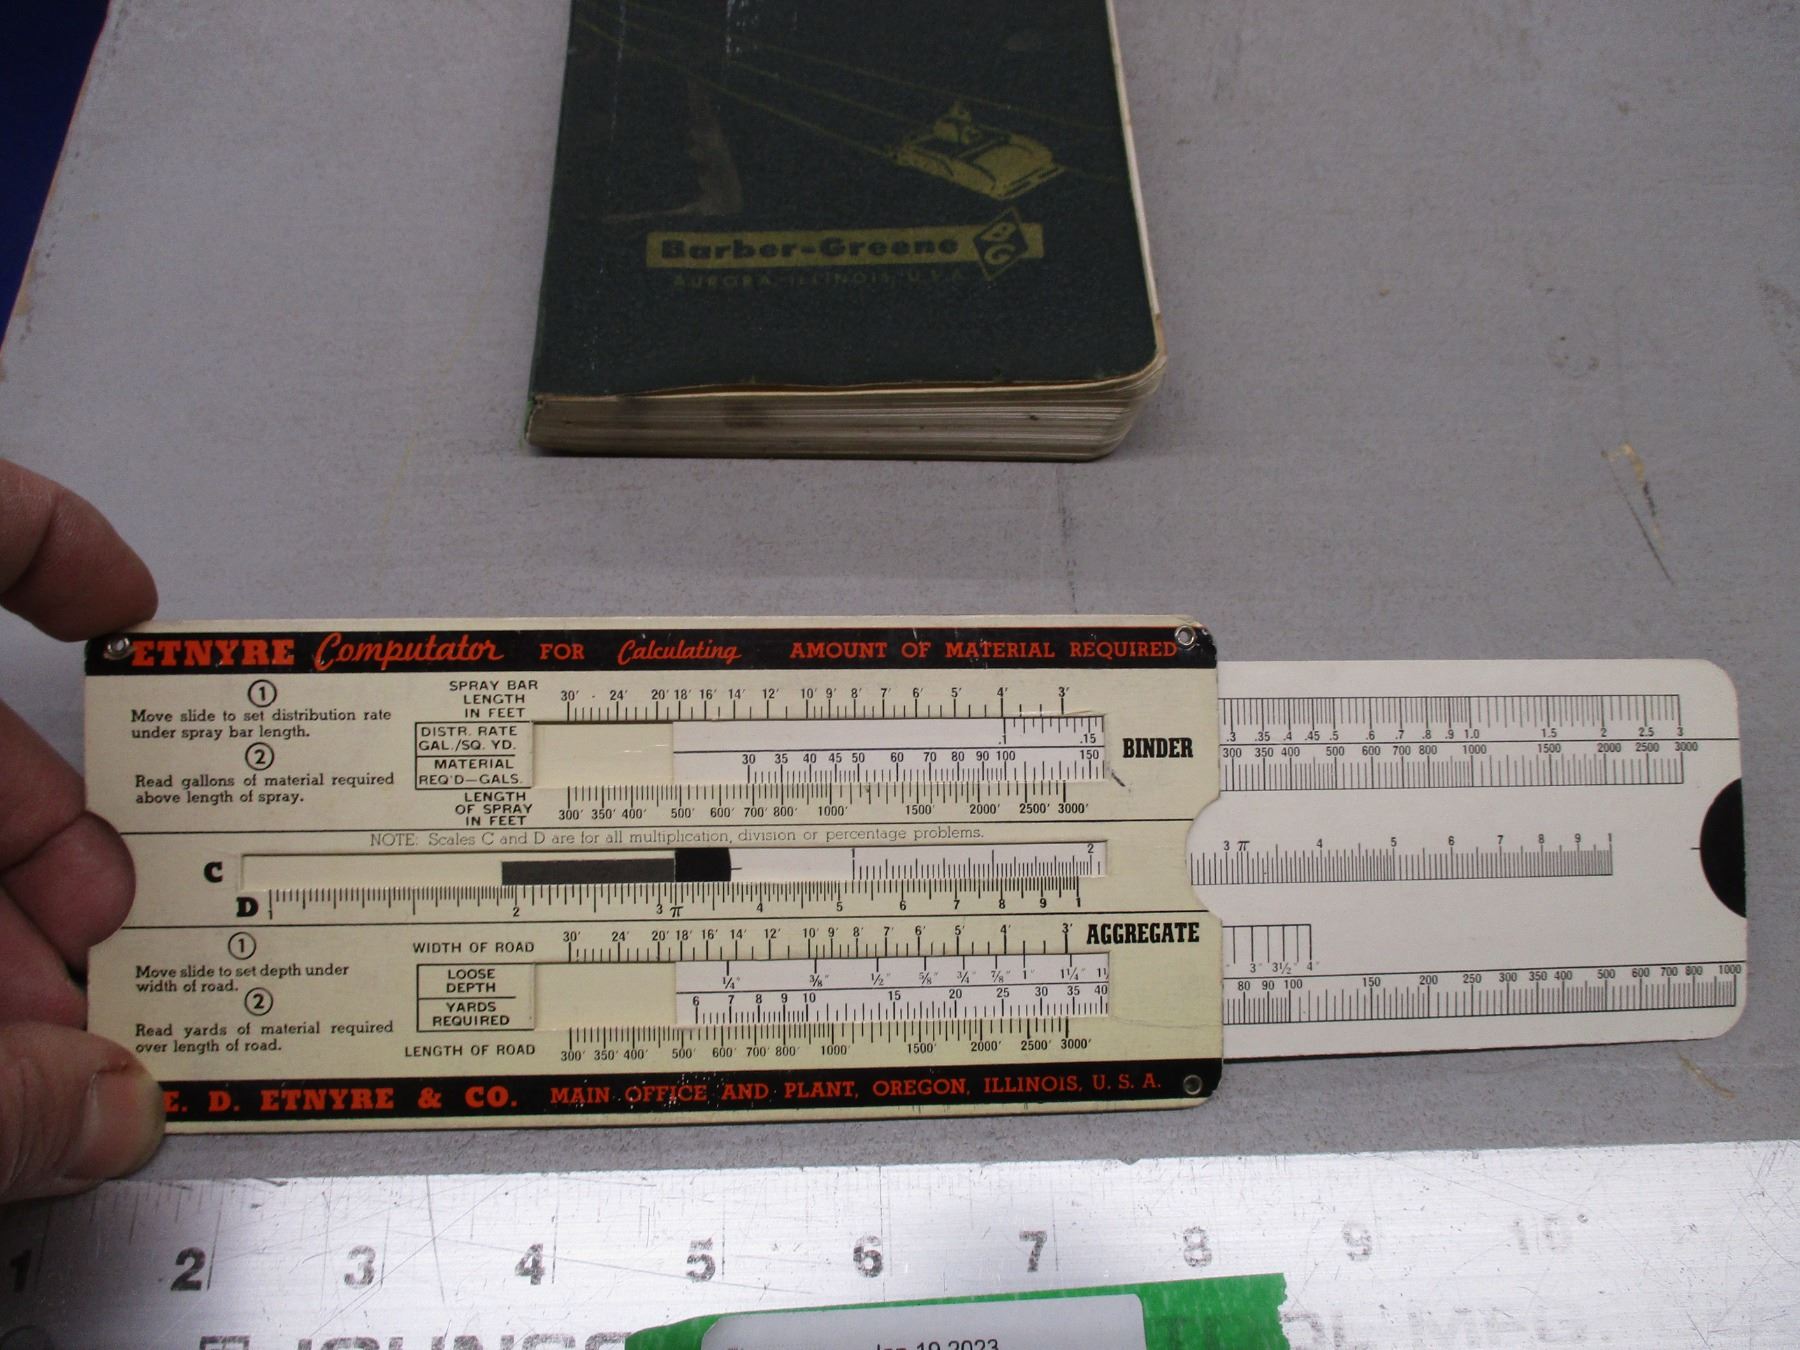 Barber-Greene BG
AURORA, ILLINOIS, U.S.A.
ETNYRE Computator FOR Calculating AMOUNT OF MATERIAL REQUIRED
1
Move slide to set distribution rate
under spray bar length.
2
Read gallons of material required
above length of spray.
SPRAY BAR
LENGTH
IN FEET
30' 24' 20' 18' 16' 14' 12' 10' 9' 8' 7' 6' 5' 4' 3'
DISTR. RATE
GAL./SQ. YD.
.1 .15
.3 .35 .4 .45 .5 .6 .7 .8 .9 1.0 1.5 2 2.5 3
MATERIAL
REQ'D—GALS.
30 35 40 45 50 60 70 80 90 100 150
300 350 400 500 600 700 800 1000 1500 2000 2500 3000
BINDER
LENGTH
OF SPRAY
IN FEET
300' 350' 400' 500' 600' 700' 800' 1000' 1500' 2000' 2500' 3000'
NOTE: Scales C and D are for all multiplication, division or percentage problems.
C
1 2
3 π 4 5 6 7 8 9 1
D
1 2 3 π 4 5 6 7 8 9 1
1
Move slide to set depth under
width of road.
2
Read yards of material required
over length of road.
WIDTH OF ROAD
30' 24' 20' 18' 16' 14' 12' 10' 9' 8' 7' 6' 5' 4' 3'
AGGREGATE
LOOSE
DEPTH
1/4" 3/8" 1/2" 5/8" 3/4" 7/8" 1" 1 1/4"
3" 3 1/2" 4"
YARDS
REQUIRED
6 7 8 9 10 15 20 25 30 35 40
80 90 100 150 200 250 300 350 400 500 600 700 800 1000
LENGTH OF ROAD
300' 350' 400' 500' 600' 700' 800' 1000' 1500' 2000' 2500' 3000'
E. D. ETNYRE & CO. MAIN OFFICE AND PLANT, OREGON, ILLINOIS, U. S. A.
1 2 3 4 5 6 7 8 9 10